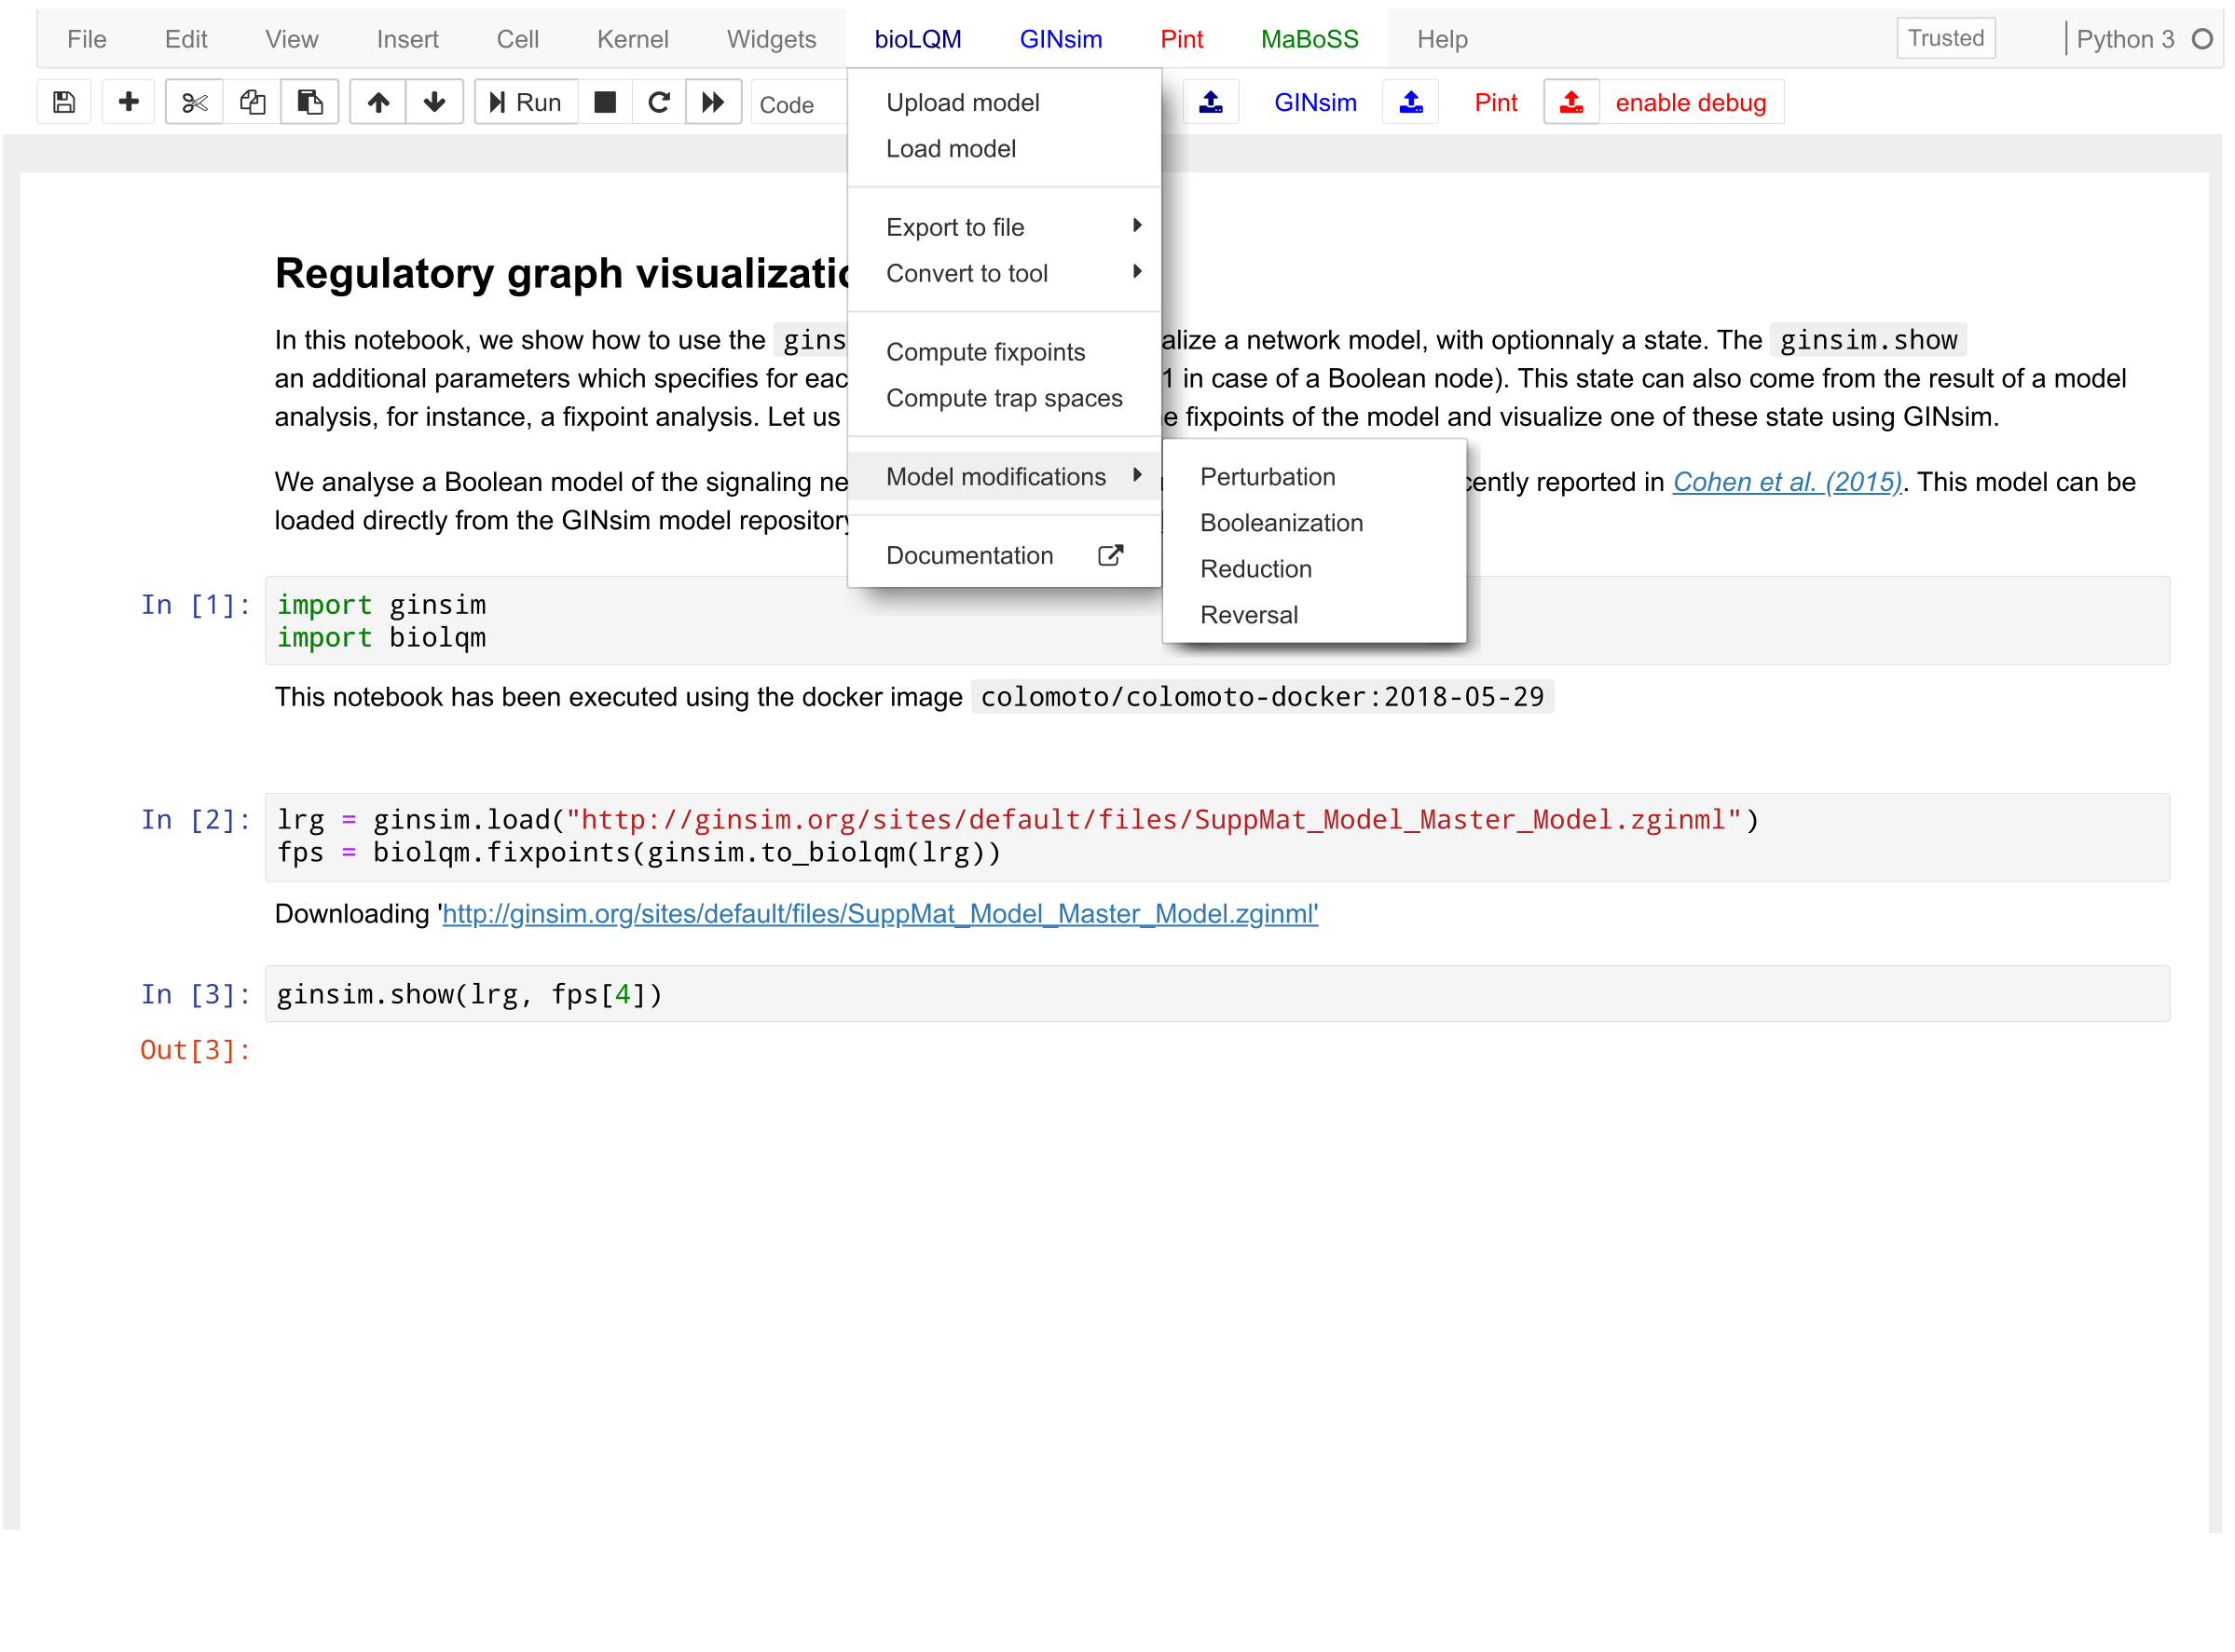 File Edit View Insert Cell Kernel Widgets bioLQM GINsim Pint MaBoSS Help Trusted Python 3
Run Code GINsim Pint enable debug
Upload model
Load model
Export to file
Convert to tool
Compute fixpoints
Compute trap spaces
Model modifications
Documentation
Perturbation
Booleanization
Reduction
Reversal
Regulatory graph
In this notebook, we show how to use the a network model, with optionnaly a state. The ginsim.show
an additional parameters which specifies for 1 in case of a Boolean node). This state can also come from the result of a model
analysis, for instance, a fixpoint analysis. Let us fixpoints of the model and visualize one of these state using GINsim.
We analyse a Boolean model of the signaling reported in Cohen et al. (2015). This model can be
loaded directly from the GINsim model
In [1]: import ginsim
import biolqm
This notebook has been executed using the docker image colomoto/colomoto-docker:2018-05-29
In [2]: lrg = ginsim.load("http://ginsim.org/sites/default/files/SuppMat_Model_Master_Model.zginml")
fps = biolqm.fixpoints(ginsim.to_biolqm(lrg))
Downloading 'http://ginsim.org/sites/default/files/SuppMat_Model_Master_Model.zginml'
In [3]: ginsim.show(lrg, fps[4])
Out[3]: